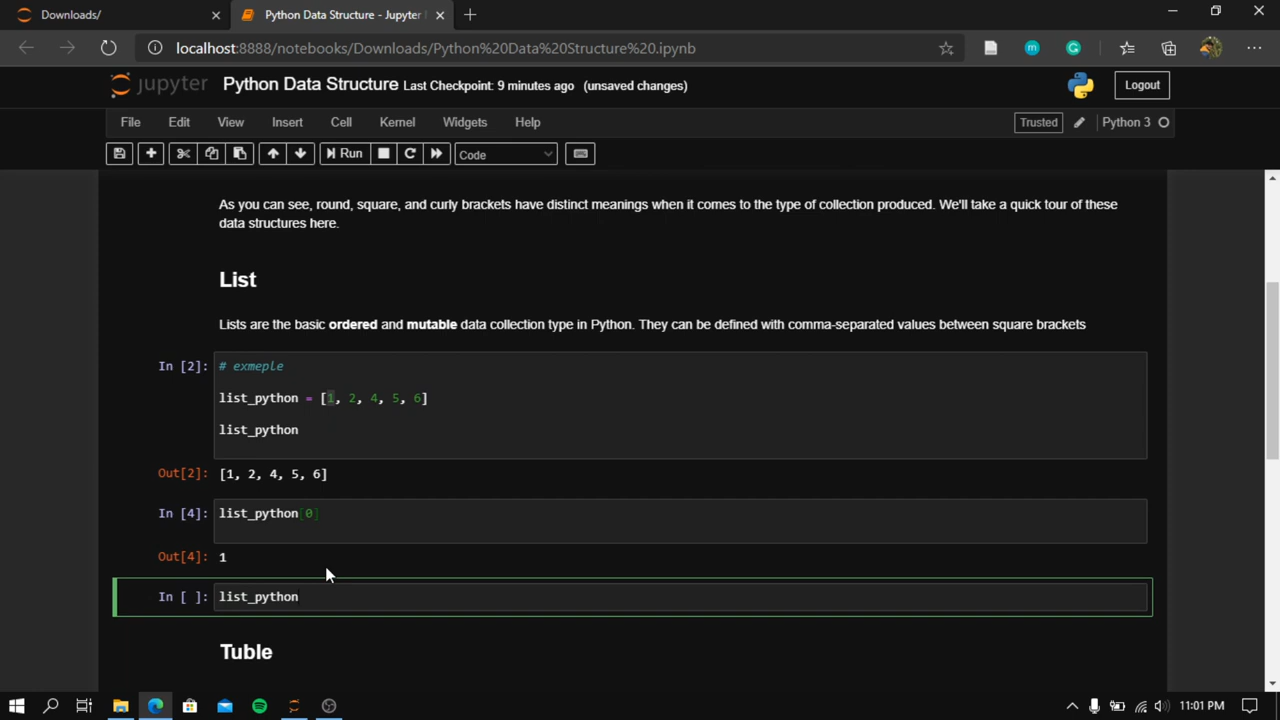 Downloads/
Python Data Structure - Jupyter
localhost:8888/notebooks/Downloads/Python%20Data%20Structure%20.ipynb
jupyter Python Data Structure Last Checkpoint: 9 minutes ago (unsaved changes) Logout
File Edit View Insert Cell Kernel Widgets Help Trusted Python 3
Run Code
As you can see, round, square, and curly brackets have distinct meanings when it comes to the type of collection produced. We'll take a quick tour of these
data structures here.
List
Lists are the basic ordered and mutable data collection type in Python. They can be defined with comma-separated values between square brackets
In [2]: # exmeple
list_python = [1, 2, 4, 5, 6]
list_python
Out[2]: [1, 2, 4, 5, 6]
In [4]: list_python[0]
Out[4]: 1
In [ ]: list_python
Tuble
11:01 PM